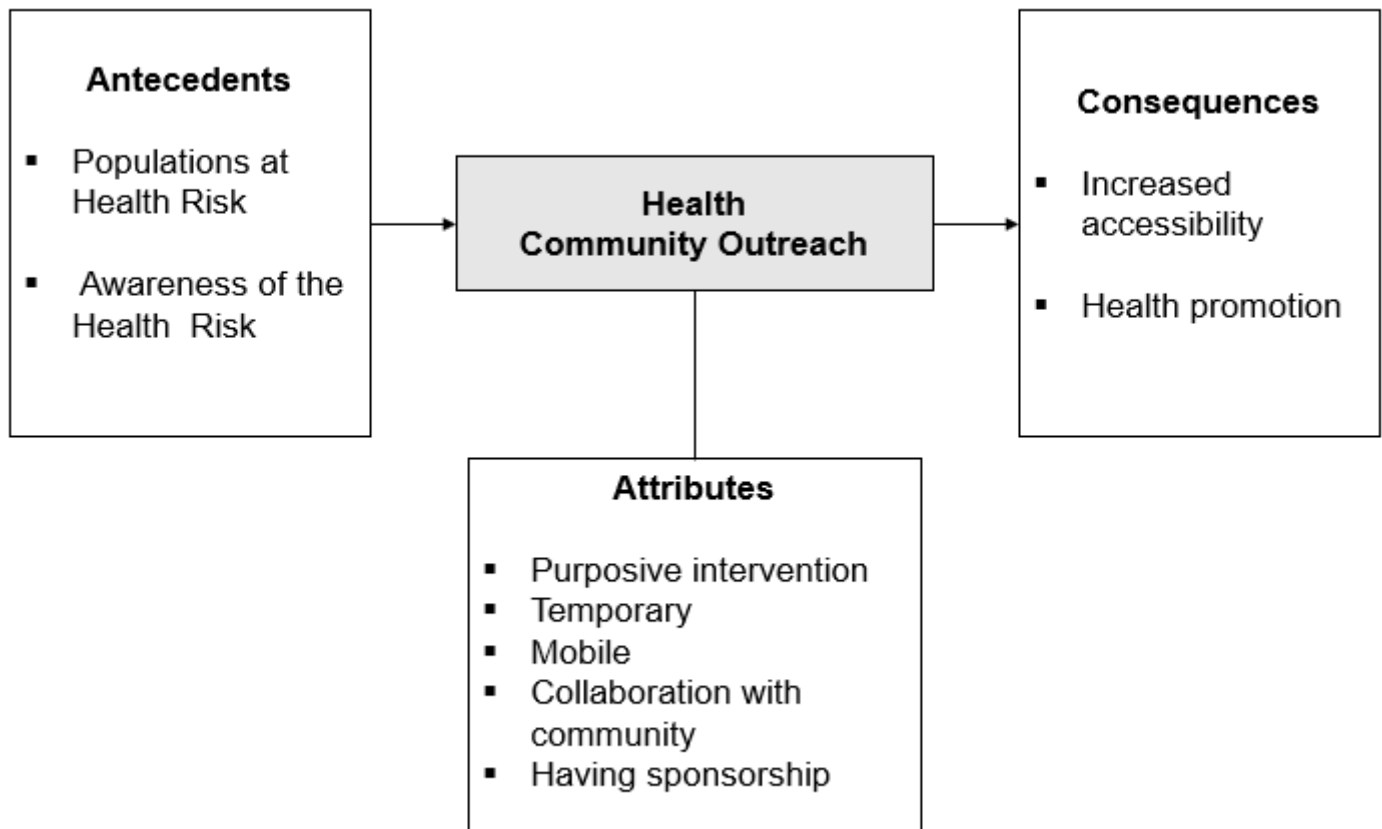 Antecedents
▪ Populations at
Health Risk
▪ Awareness of the
Health Risk
Health
Community Outreach
Consequences
▪ Increased
accessibility
▪ Health promotion
Attributes
▪ Purposive intervention
▪ Temporary
▪ Mobile
▪ Collaboration with
community
▪ Having sponsorship